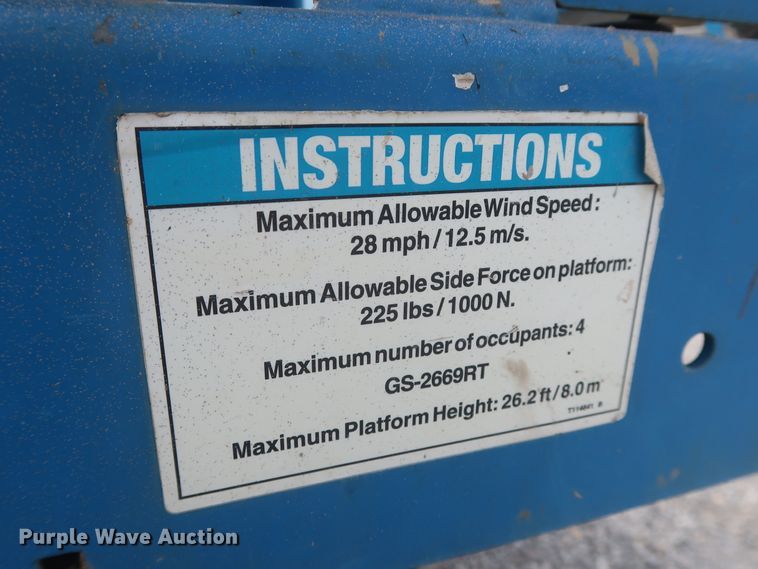 INSTRUCTIONS
Maximum Allowable Wind Speed:
28 mph / 12.5 m/s.
Maximum Allowable Side Force on platform:
225 lbs / 1000 N.
Maximum number of occupants: 4
GS-2669RT
Maximum Platform Height: 26.2 ft / 8.0 m
T114641 B
Purple Wave Auction®